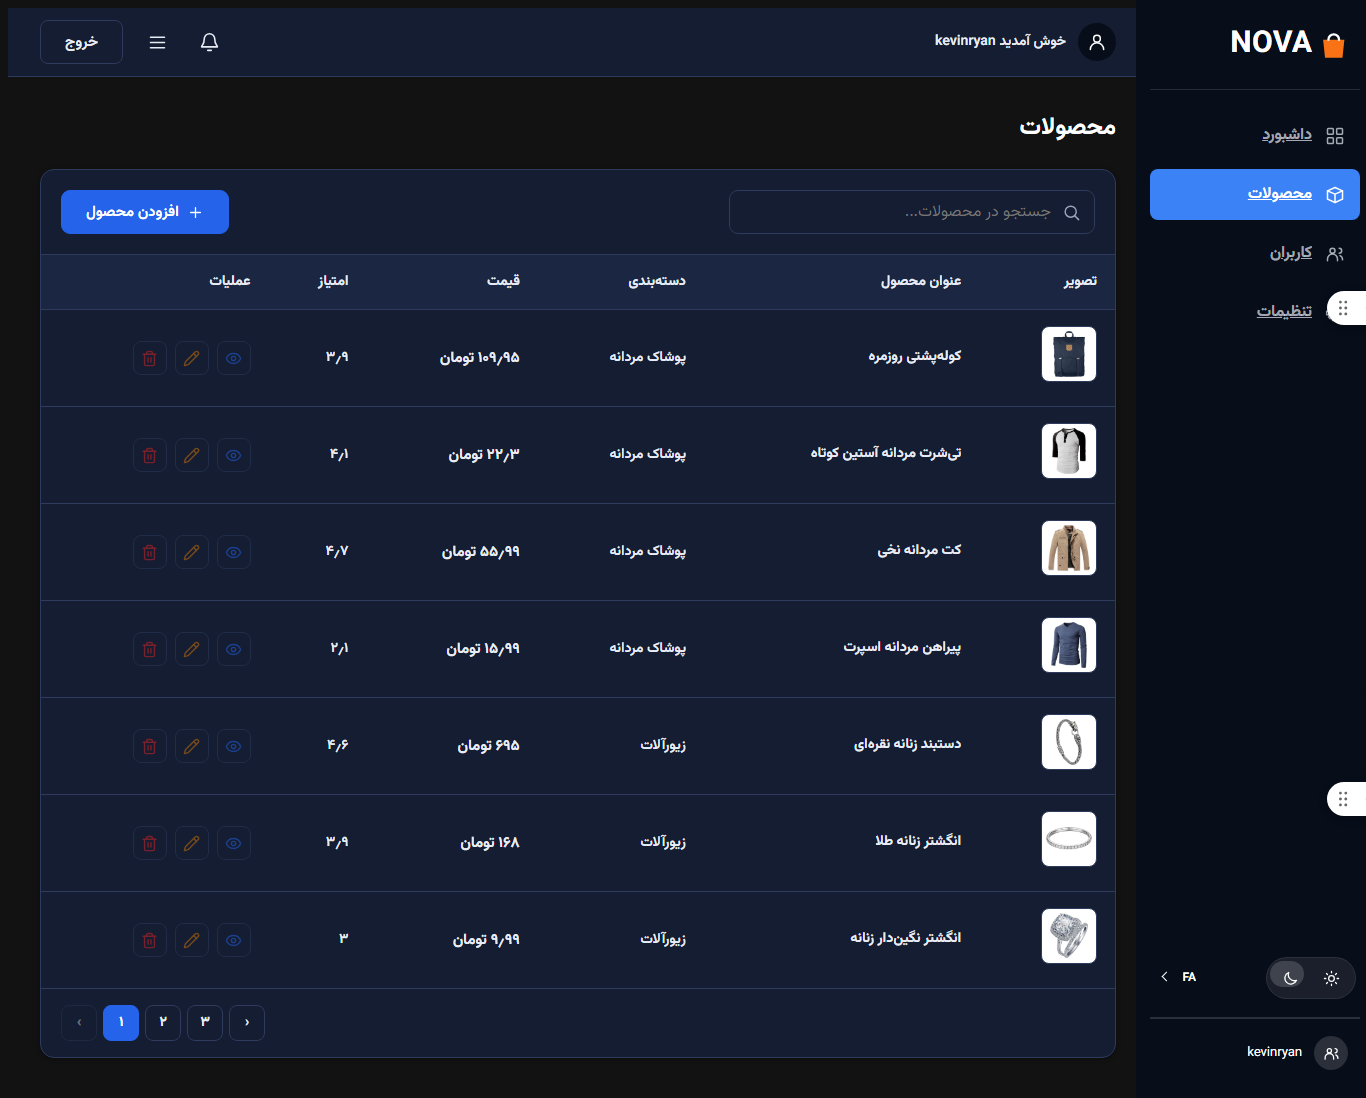 NOVA
داشبورد
محصولات
کاربران
تنظیمات
FA
kevinryan
خوش آمدید kevinryan
خروج
محصولات
جستجو در محصولات...
افزودن محصول
تصویر عنوان محصول دسته‌بندی قیمت امتیاز عملیات
کوله‌پشتی روزمره پوشاک مردانه ۱۰۹٫۹۵ تومان ۳٫۹
تی‌شرت مردانه آستین کوتاه پوشاک مردانه ۲۲٫۳ تومان ۴٫۱
کت مردانه نخی پوشاک مردانه ۵۵٫۹۹ تومان ۴٫۷
پیراهن مردانه اسپرت پوشاک مردانه ۱۵٫۹۹ تومان ۲٫۱
دستبند زنانه نقره‌ای زیورآلات ۶۹۵ تومان ۴٫۶
انگشتر زنانه طلا زیورآلات ۱۶۸ تومان ۳٫۹
انگشتر نگین‌دار زنانه زیورآلات ۹٫۹۹ تومان ۳
۱ ۲ ۳